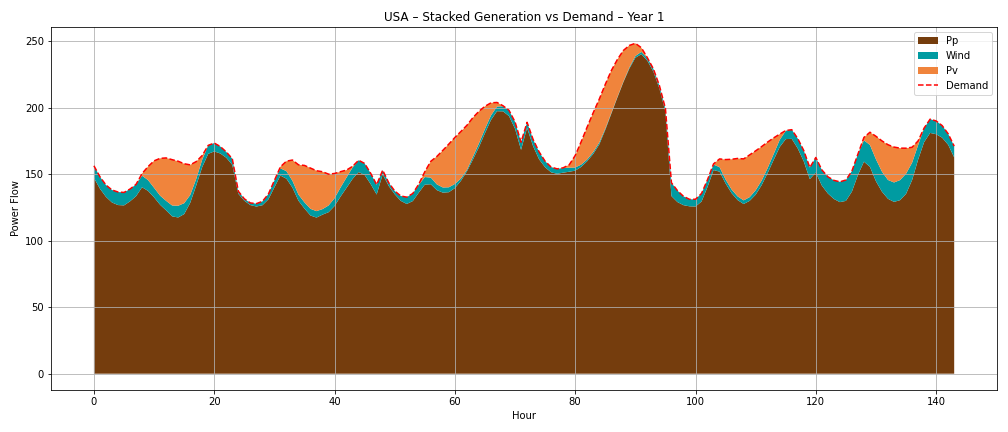 USA – Stacked Generation vs Demand – Year 1
Pp
Wind
Pv
Demand
Power Flow
250
200
150
100
50
0
0 20 40 60 80 100 120 140
Hour